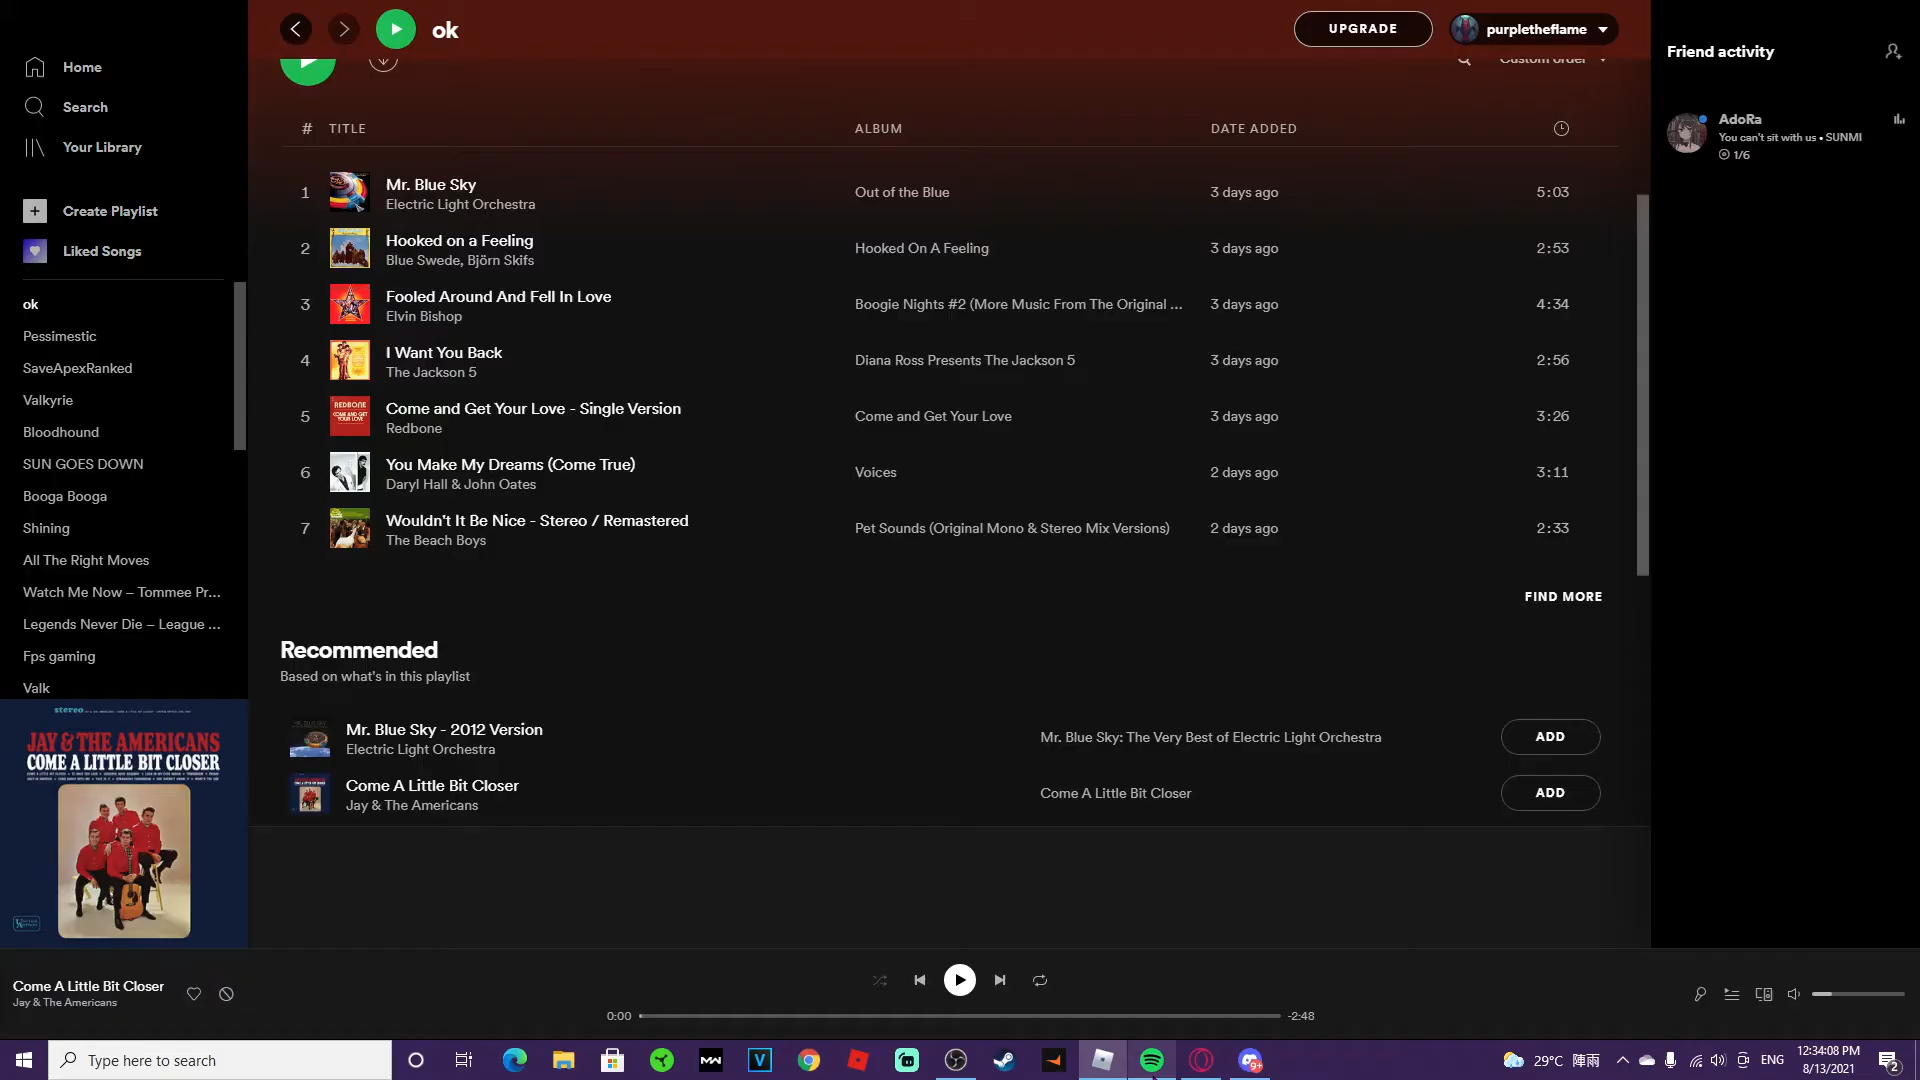 ok
UPGRADE
purpletheflame
Friend activity
Home
Search
Your Library
Create Playlist
Liked Songs
Custom order
# TITLE ALBUM DATE ADDED
1 Mr. Blue Sky Out of the Blue 3 days ago 5:03
Electric Light Orchestra
2 Hooked on a Feeling Hooked On A Feeling 3 days ago 2:53
Blue Swede, Björn Skifs
3 Fooled Around And Fell In Love Boogie Nights #2 (More Music From The Original ... 3 days ago 4:34
Elvin Bishop
4 I Want You Back Diana Ross Presents The Jackson 5 3 days ago 2:56
The Jackson 5
5 Come and Get Your Love - Single Version Come and Get Your Love 3 days ago 3:26
Redbone
6 You Make My Dreams (Come True) Voices 2 days ago 3:11
Daryl Hall & John Oates
7 Wouldn't It Be Nice - Stereo / Remastered Pet Sounds (Original Mono & Stereo Mix Versions) 2 days ago 2:33
The Beach Boys
FIND MORE
Recommended
Based on what's in this playlist
Mr. Blue Sky - 2012 Version Mr. Blue Sky: The Very Best of Electric Light Orchestra ADD
Electric Light Orchestra
Come A Little Bit Closer Come A Little Bit Closer ADD
Jay & The Americans
AdoRa
You can't sit with us • SUNMI
1/6
ok
Pessimestic
SaveApexRanked
Valkyrie
Bloodhound
SUN GOES DOWN
Booga Booga
Shining
All The Right Moves
Watch Me Now – Tommee Pr...
Legends Never Die – League ...
Fps gaming
Valk
stereo
JAY & THE AMERICANS
COME A LITTLE BIT CLOSER
Come A Little Bit Closer
Jay & The Americans
0:00 -2:48
Type here to search
29°C 陣雨
ENG
12:34:08 PM
8/13/2021
2